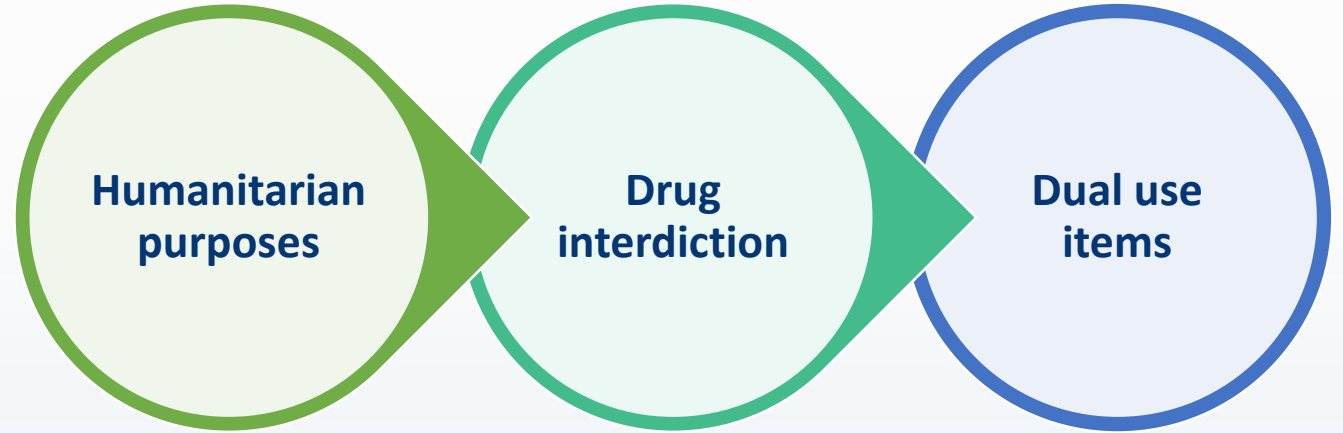 Humanitarian
purposes
Drug
interdiction
Dual use
items